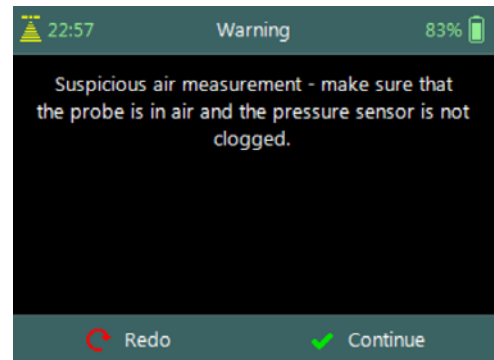 22:57 Warning 83%
Suspicious air measurement - make sure that
the probe is in air and the pressure sensor is not
clogged.
Redo Continue